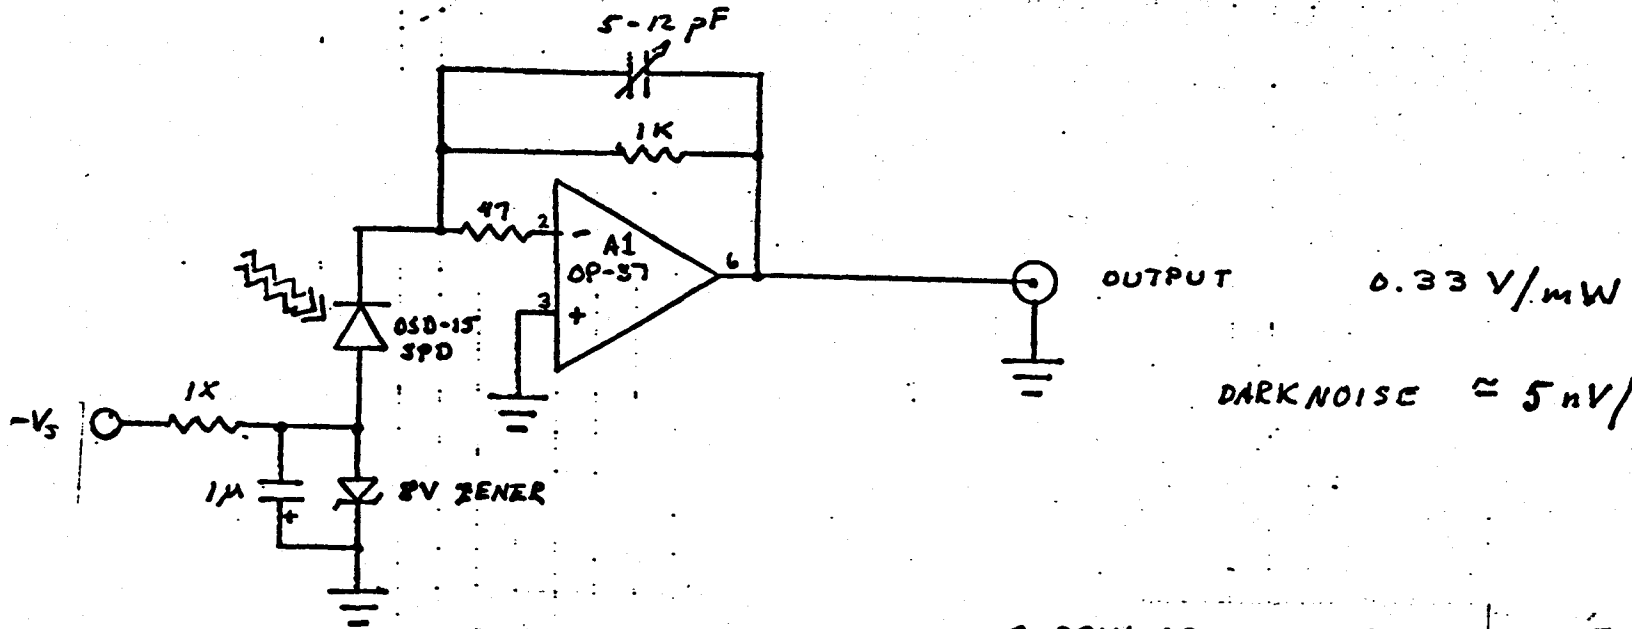 5-12 pF
1K
47
2
-
A1
OP-37
6
3
+
OSD-15
SPD
OUTPUT
0.33 V/mW
DARK NOISE ≈ 5 nV/
1K
-Vs
1μ
+
8V ZENER